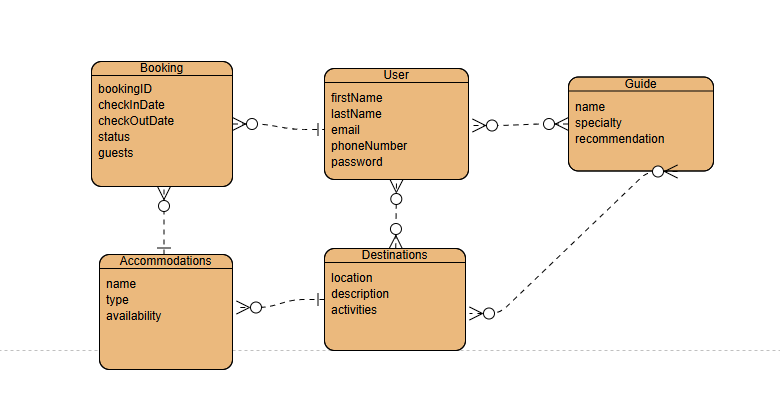 Booking
bookingID
checkInDate
checkOutDate
status
guests
User
firstName
lastName
email
phoneNumber
password
Guide
name
specialty
recommendation
Accommodations
name
type
availability
Destinations
location
description
activities